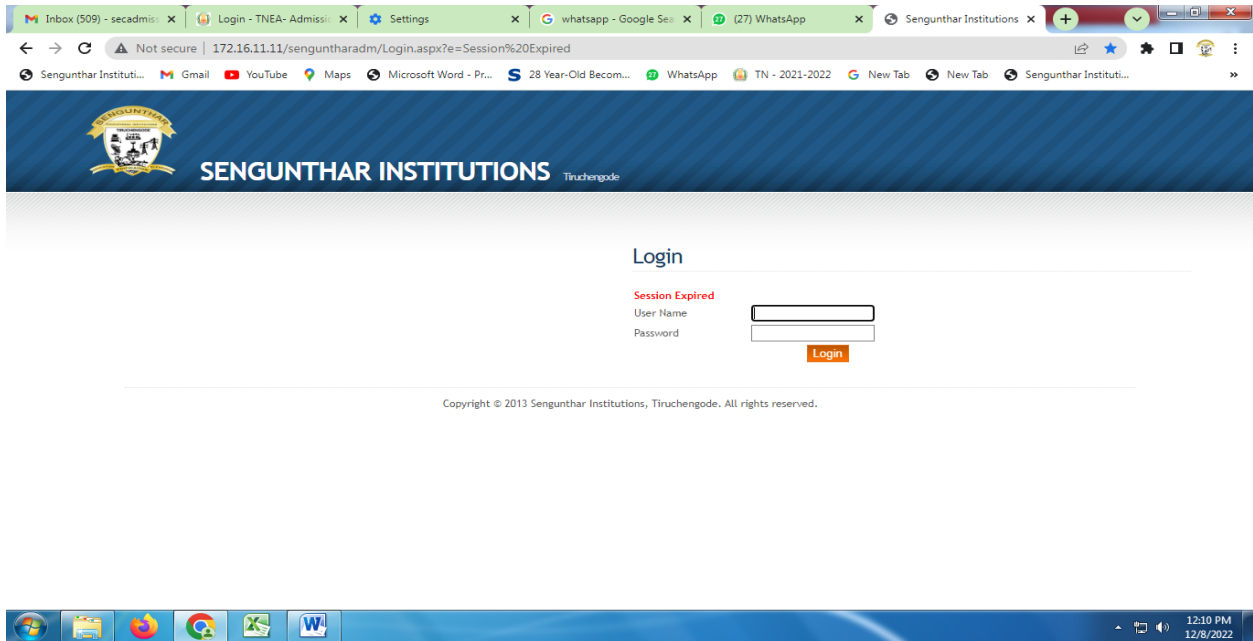 Inbox (509) - secadmiss Login - TNEA- Admissio Settings whatsapp - Google Sea (27) WhatsApp Sengunthar Institutions
Not secure | 172.16.11.11/senguntharadm/Login.aspx?e=Session%20Expired
Sengunthar Instituti... Gmail YouTube Maps Microsoft Word - Pr... 28 Year-Old Becom... WhatsApp TN - 2021-2022 New Tab New Tab Sengunthar Instituti... »
SENGUNTHAR
TIRUCHENGODE
SENGUNTHAR INSTITUTIONS Tiruchengode
Login
Session Expired
User Name
Password
Login
Copyright © 2013 Sengunthar Institutions, Tiruchengode. All rights reserved.
12:10 PM
12/8/2022